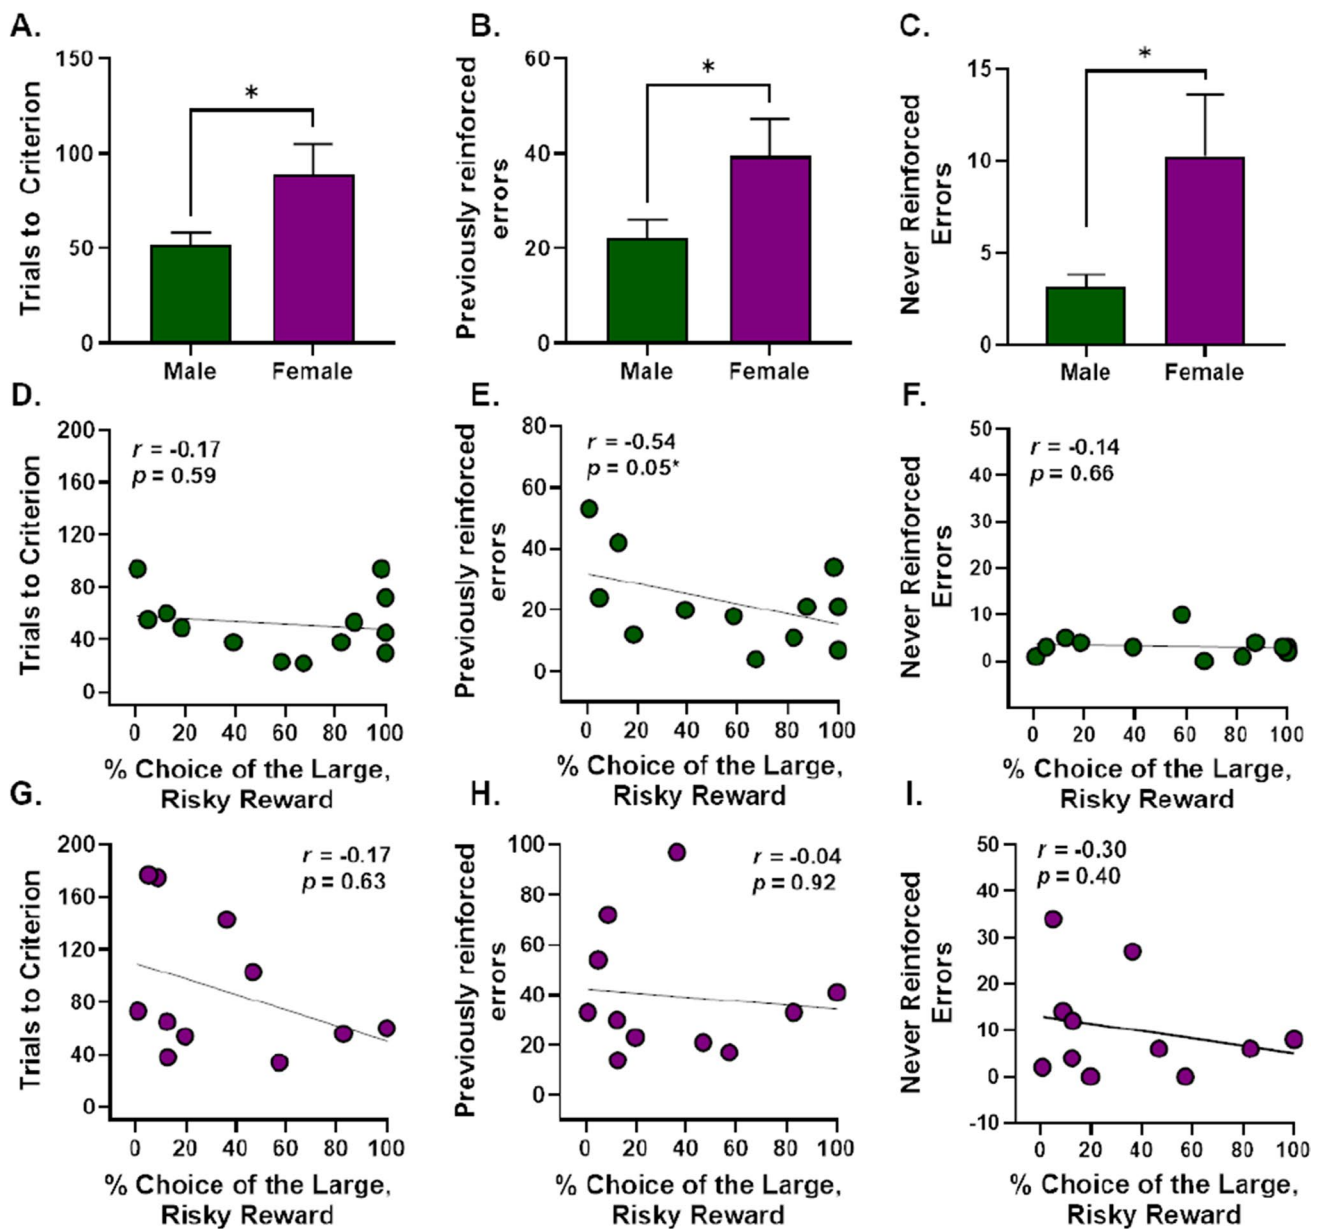 A.
Trials to Criterion
150
100
50
0
*
Male
Female
B.
Previously reinforced
errors
60
40
20
0
*
Male
Female
C.
Never Reinforced
Errors
15
10
5
0
*
Male
Female
D.
Trials to Criterion
200
160
120
80
40
0
r = -0.17
p = 0.59
0 20 40 60 80 100
% Choice of the Large,
Risky Reward
E.
Previously reinforced
errors
80
60
40
20
0
r = -0.54
p = 0.05*
0 20 40 60 80 100
% Choice of the Large,
Risky Reward
F.
Never Reinforced
Errors
50
40
30
20
10
0
r = -0.14
p = 0.66
0 20 40 60 80 100
% Choice of the Large,
Risky Reward
G.
Trials to Criterion
200
160
120
80
40
0
r = -0.17
p = 0.63
0 20 40 60 80 100
% Choice of the Large,
Risky Reward
H.
Previously reinforced
errors
100
80
60
40
20
0
r = -0.04
p = 0.92
0 20 40 60 80 100
% Choice of the Large,
Risky Reward
I.
Never Reinforced
Errors
50
40
30
20
10
0
-10
r = -0.30
p = 0.40
0 20 40 60 80 100
% Choice of the Large,
Risky Reward